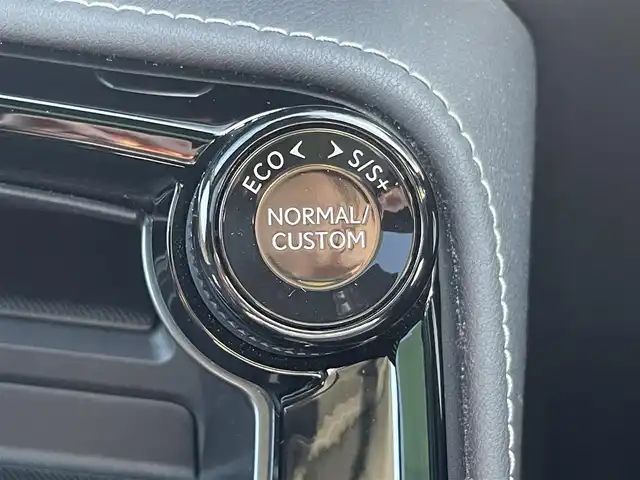 ECO < > S/S+
NORMAL/
CUSTOM